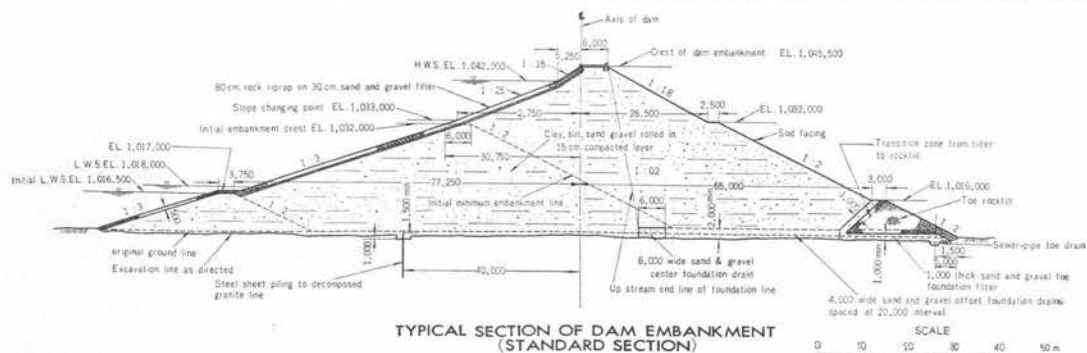 ℄
Axis of dam
6,000
5,250
Crest of dam embankment EL. 1,045,500
H.W.S. EL. 1,042,000
1:15
60 cm. rock riprap on 30 cm. sand and gravel filter
1:25
1:18
Slope changing point EL. 1,033,000
2,750
28,500
2,500
EL. 1,033,000
Initial embankment crest EL. 1,032,000
6,000
1:2
Clay, silt, sand gravel rolled in
15 cm compacted layer
Sod facing
EL. 1,017,000
L.W.S. EL. 1,018,000
Initial L.W.S. EL. 1,016,500
3,750
1:3
30,750
1:02
1:2
Transition zone from filter
to rockfill
77,250
65,000
3,000
EL. 1,016,000
Initial minimum embankment line
6,000
2,000 min
1,000
Toe rockfill
1:3
1,500 min
1:2
original ground line
1,000
Sewer-pipe toe drain
Excavation line as directed
40,000
6,000 wide sand & gravel
center foundation drain
1,000 min
1,500
5,000
Steel sheet piling to decomposed
granite line
Up stream end line of foundation line
1,000 thick sand and gravel toe
foundation filter
4,000 wide sand and gravel offset foundation drains
spaced at 20,000 interval
TYPICAL SECTION OF DAM EMBANKMENT
(STANDARD SECTION)
SCALE
0 10 20 30 40 50 m